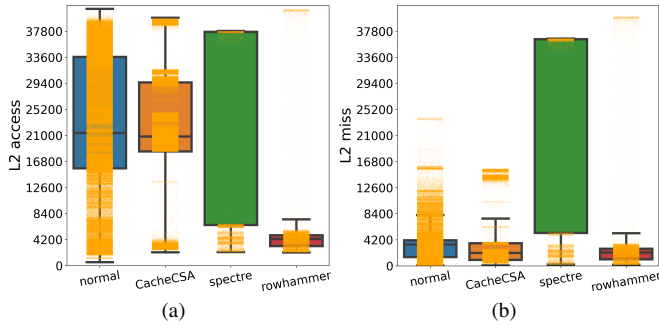 L2 access
37800
33600
29400
25200
21000
16800
12600
8400
4200
0
normal
CacheCSA
spectre
rowhammer
(a)
L2 miss
37800
33600
29400
25200
21000
16800
12600
8400
4200
0
normal
CacheCSA
spectre
rowhammer
(b)